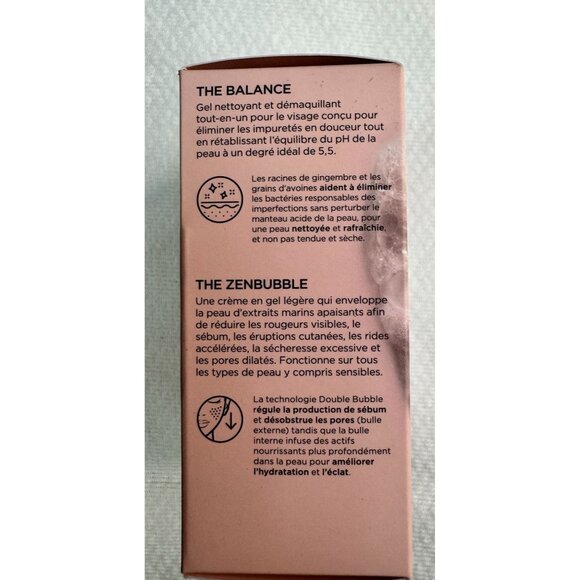 THE BALANCE
Gel nettoyant et démaquillant
tout-en-un pour le visage conçu pour
éliminer les impuretés en douceur tout
en rétablissant l'équilibre du pH de la
peau à un degré idéal de 5,5.
Les racines de gingembre et les
grains d'avoines aident à éliminer
les bactéries responsables des
imperfections sans perturber le
manteau acide de la peau, pour
une peau nettoyée et rafraîchie,
et non pas tendue et sèche.
THE ZENBUBBLE
Une crème en gel légère qui enveloppe
la peau d'extraits marins apaisants afin
de réduire les rougeurs visibles, le
sébum, les éruptions cutanées, les rides
accélérées, la sécheresse excessive et
les pores dilatés. Fonctionne sur tous
les types de peau y compris sensibles.
La technologie Double Bubble
régule la production de sébum
et désobstrue les pores (bulle
externe) tandis que la bulle
interne infuse des actifs
nourrissants plus profondément
dans la peau pour améliorer
l'hydratation et l'éclat.